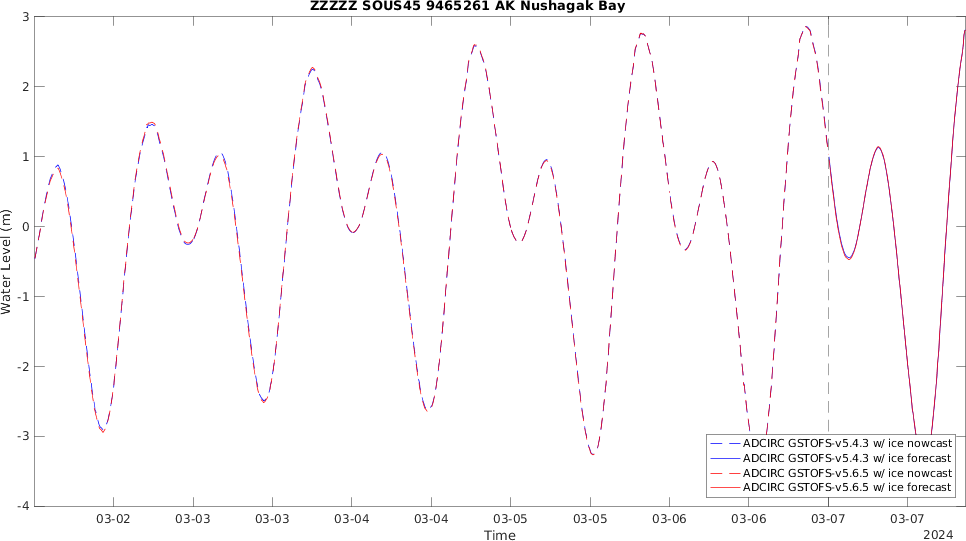 ZZZZZ SOUS45 9465261 AK Nushagak Bay
3
2
1
0
-1
-2
-3
-4
Water Level (m)
ADCIRC GSTOFS-v5.4.3 w/ ice nowcast
ADCIRC GSTOFS-v5.4.3 w/ ice forecast
ADCIRC GSTOFS-v5.6.5 w/ ice nowcast
ADCIRC GSTOFS-v5.6.5 w/ ice forecast
03-02 03-03 03-03 03-04 03-04 03-05 03-05 03-06 03-06 03-07 03-07
Time
2024